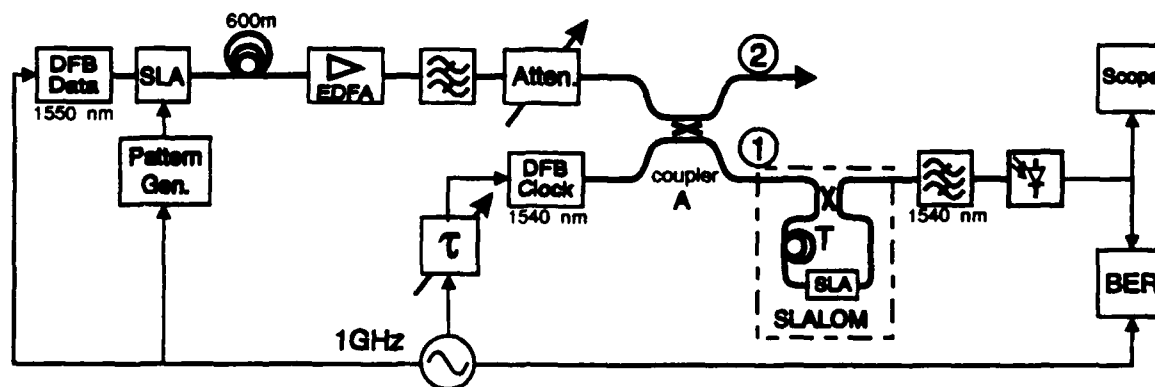 600m
DFB
Data
1550 nm
SLA
EDFA
Atten.
2
Scope
Pattern
Gen.
DFB
Clock
1540 nm
coupler
A
1
1540 nm
τ
T
SLA
SLALOM
BER
1GHz